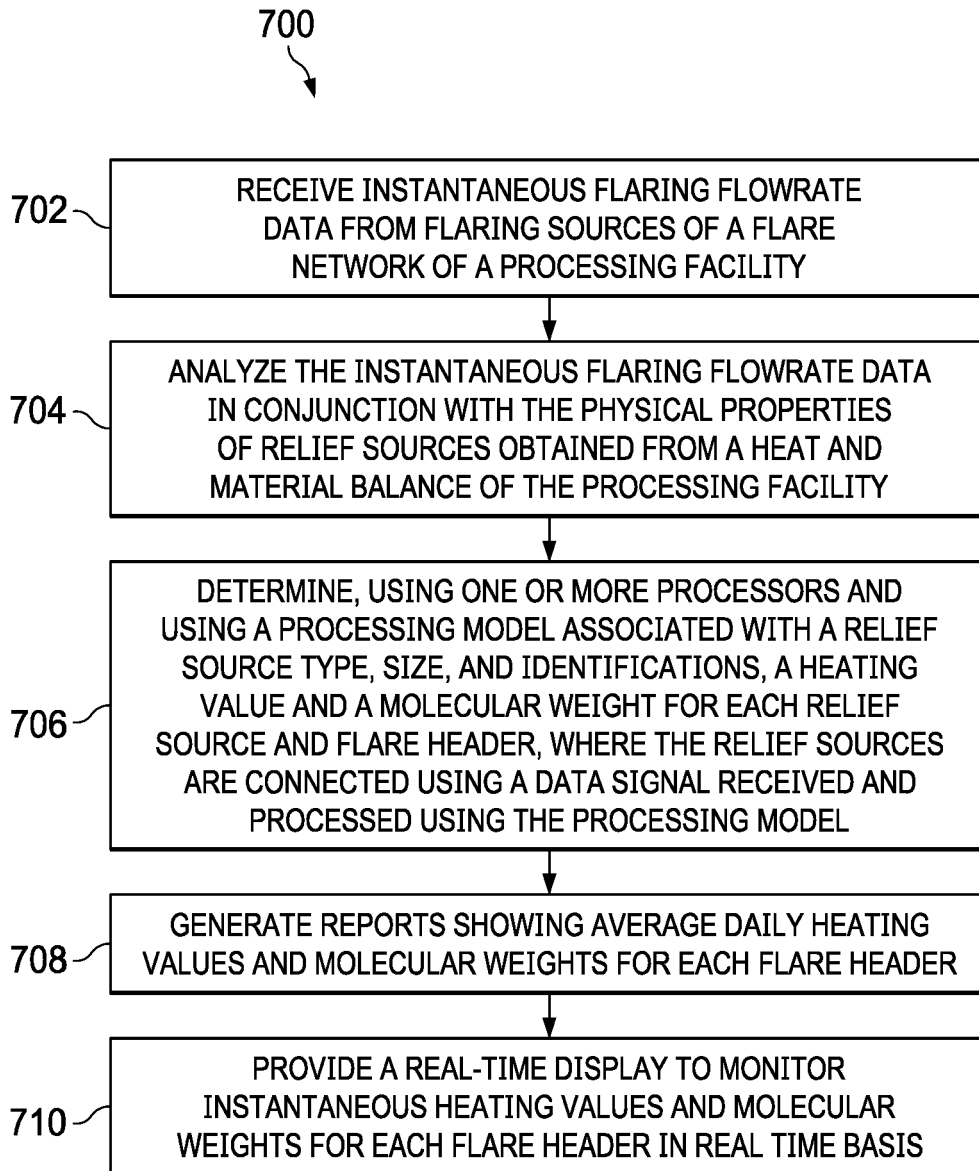 700
702
RECEIVE INSTANTANEOUS FLARING FLOWRATE
DATA FROM FLARING SOURCES OF A FLARE
NETWORK OF A PROCESSING FACILITY
704
ANALYZE THE INSTANTANEOUS FLARING FLOWRATE DATA
IN CONJUNCTION WITH THE PHYSICAL PROPERTIES
OF RELIEF SOURCES OBTAINED FROM A HEAT AND
MATERIAL BALANCE OF THE PROCESSING FACILITY
706
DETERMINE, USING ONE OR MORE PROCESSORS AND
USING A PROCESSING MODEL ASSOCIATED WITH A RELIEF
SOURCE TYPE, SIZE, AND IDENTIFICATIONS, A HEATING
VALUE AND A MOLECULAR WEIGHT FOR EACH RELIEF
SOURCE AND FLARE HEADER, WHERE THE RELIEF SOURCES
ARE CONNECTED USING A DATA SIGNAL RECEIVED AND
PROCESSED USING THE PROCESSING MODEL
708
GENERATE REPORTS SHOWING AVERAGE DAILY HEATING
VALUES AND MOLECULAR WEIGHTS FOR EACH FLARE HEADER
710
PROVIDE A REAL-TIME DISPLAY TO MONITOR
INSTANTANEOUS HEATING VALUES AND MOLECULAR
WEIGHTS FOR EACH FLARE HEADER IN REAL TIME BASIS